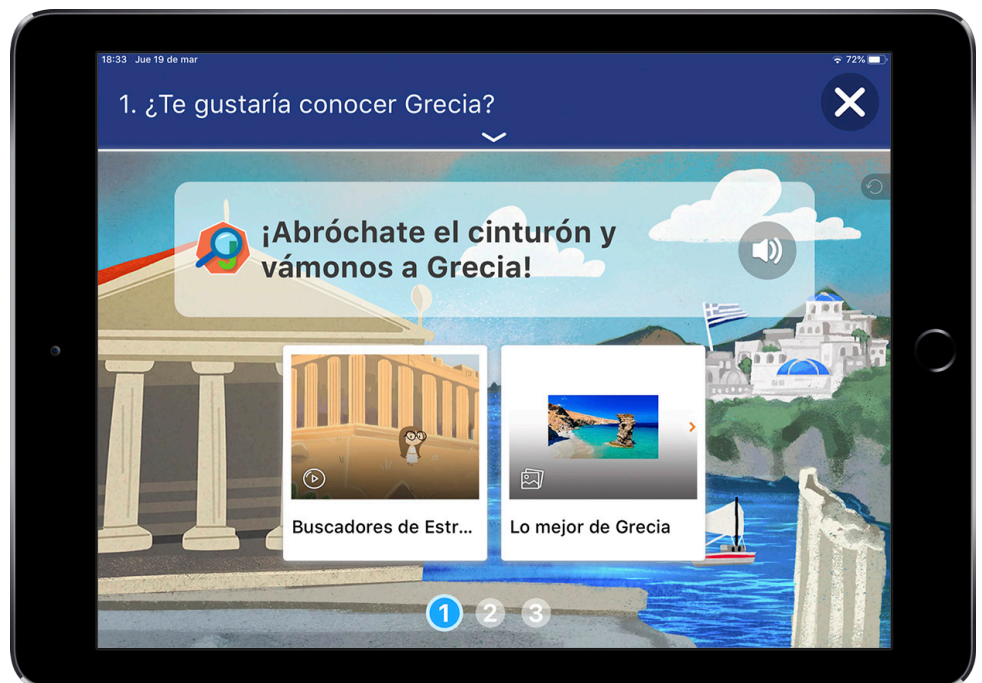 18:33 Jue 19 de mar
72%
1. ¿Te gustaría conocer Grecia?
¡Abróchate el cinturón y
vámonos a Grecia!
Buscadores de Estr...
Lo mejor de Grecia
1 2 3